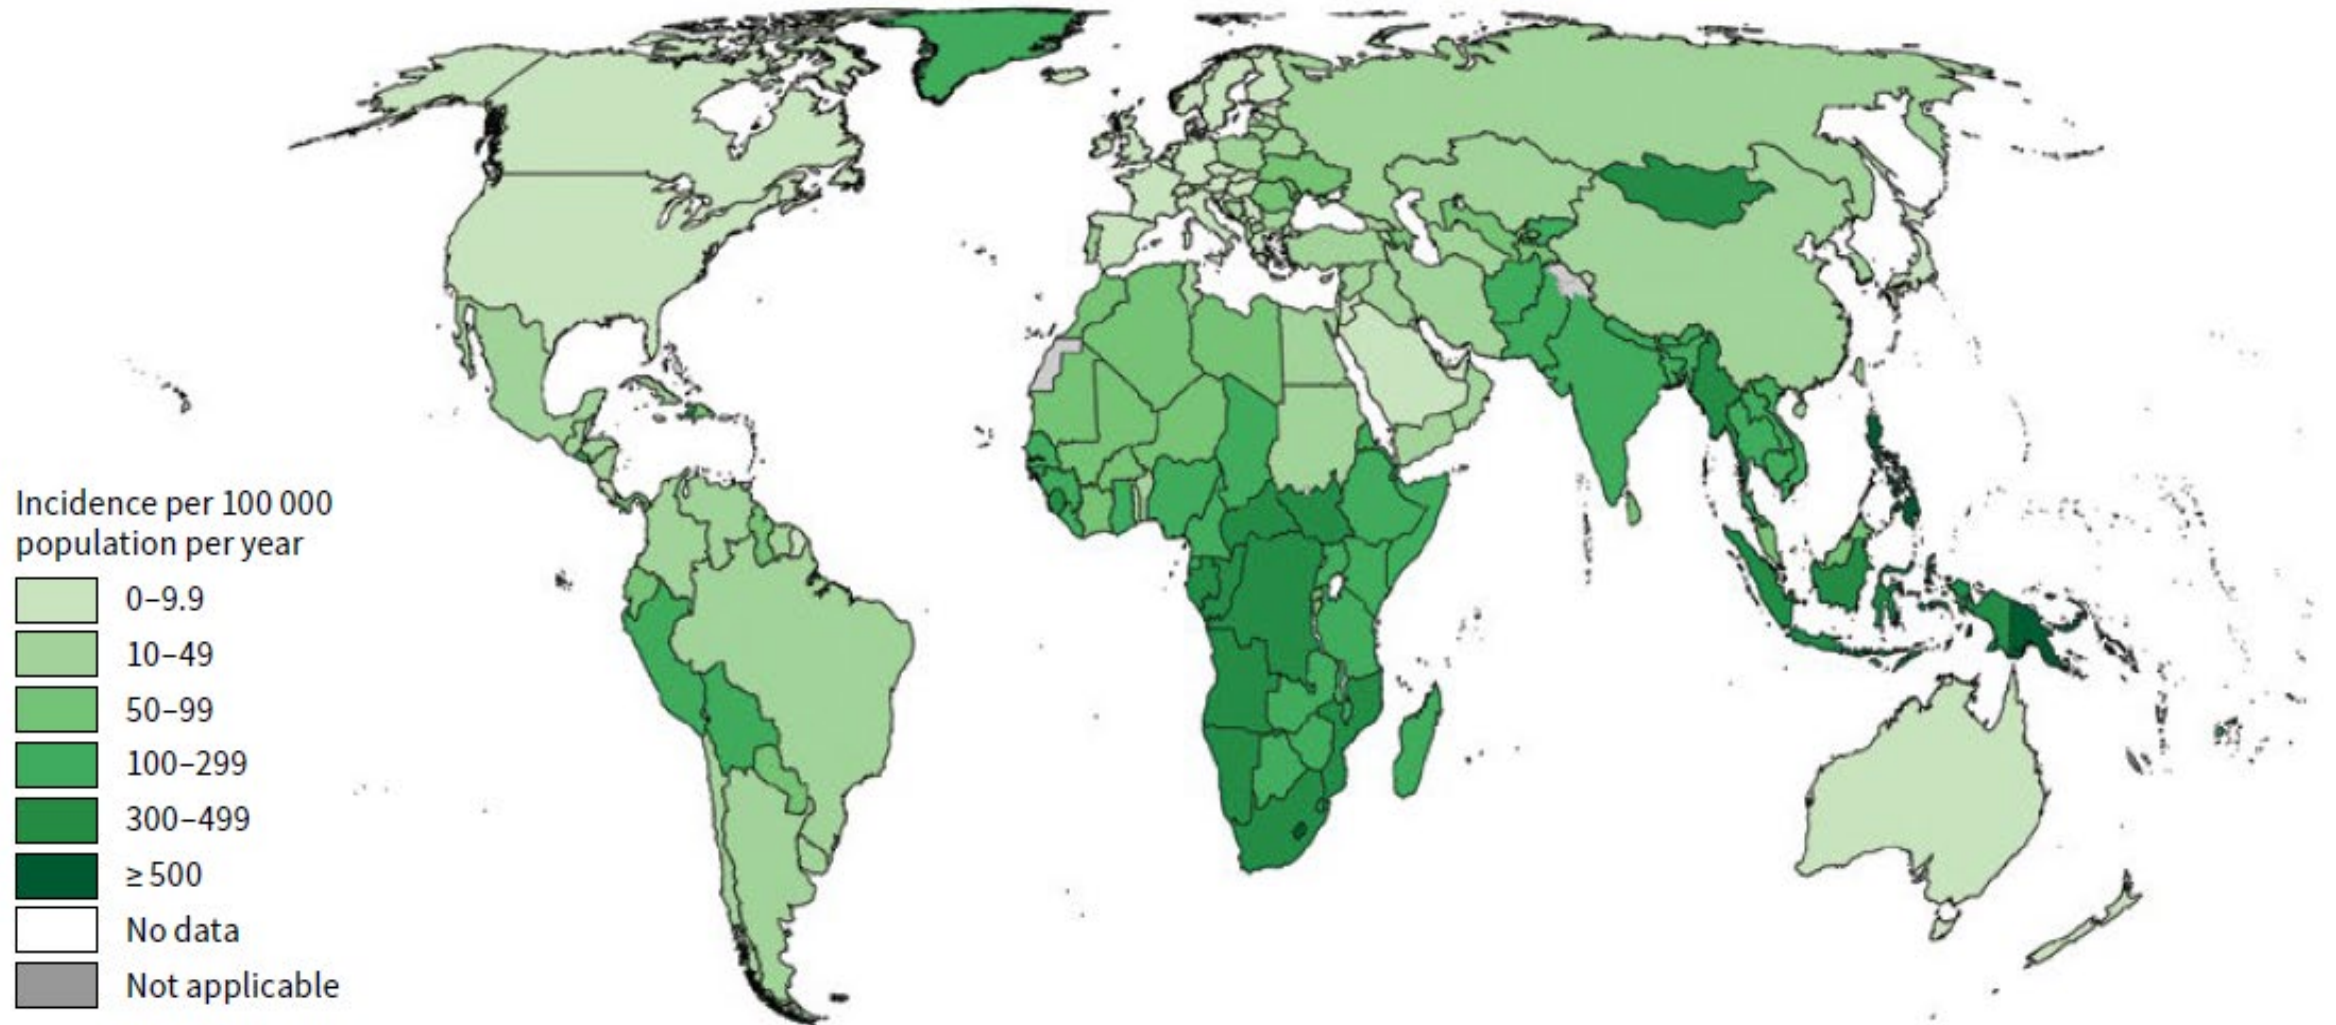 Incidence per 100 000
population per year
0–9.9
10–49
50–99
100–299
300–499
≥ 500
No data
Not applicable